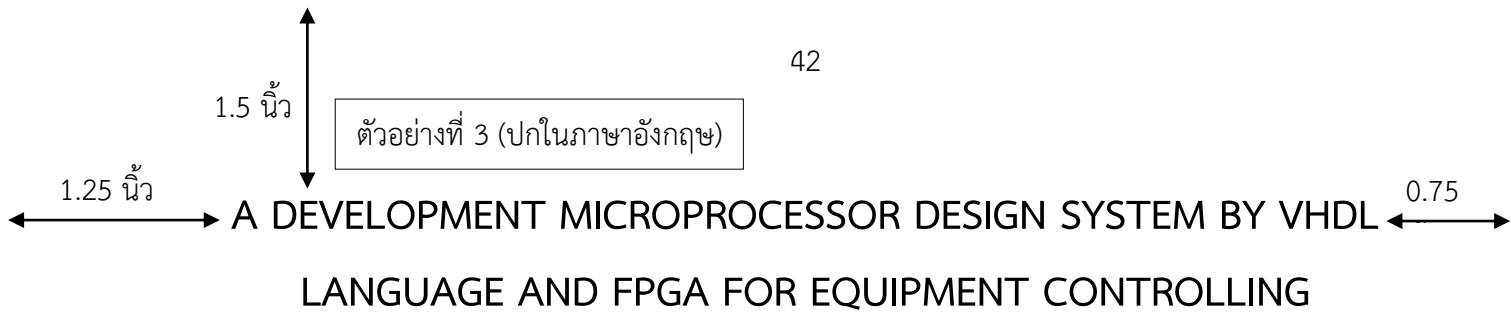 42
1.5 นิ้ว
ตัวอย่างที่ 3 (ปกในภาษาอังกฤษ)
1.25 นิ้ว
0.75
A DEVELOPMENT MICROPROCESSOR DESIGN SYSTEM BY VHDL
LANGUAGE AND FPGA FOR EQUIPMENT CONTROLLING